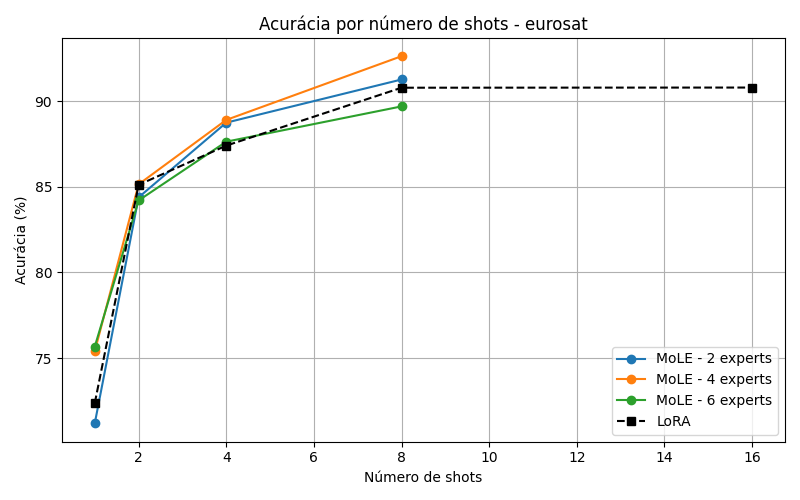 Acurácia por número de shots - eurosat
Acurácia (%)
90
85
80
75
2 4 6 8 10 12 14 16
Número de shots
MoLE - 2 experts
MoLE - 4 experts
MoLE - 6 experts
LoRA